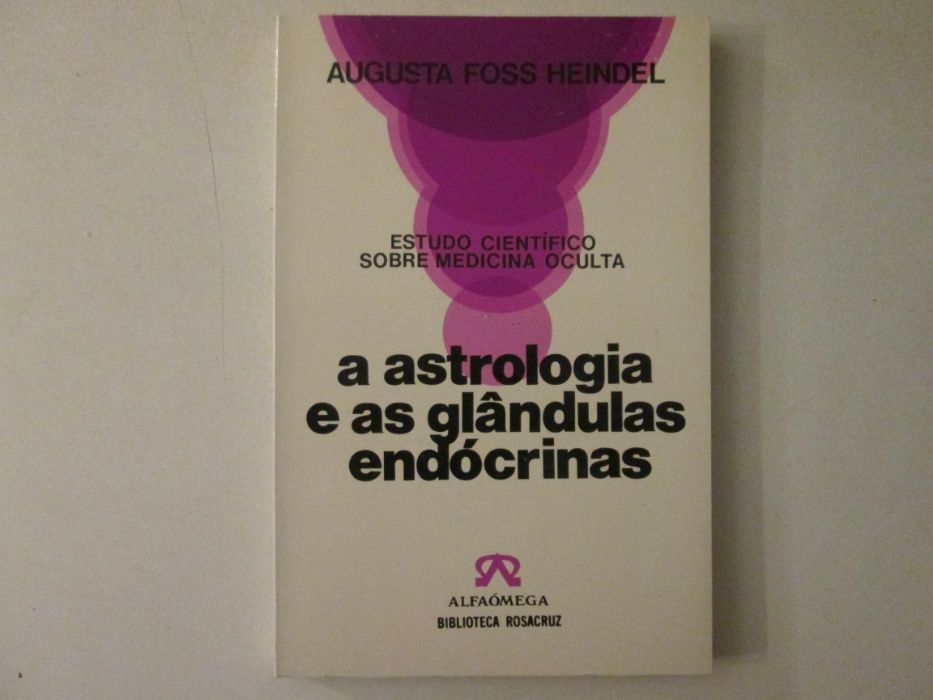 AUGUSTA FOSS HEINDEL
ESTUDO CIENTÍFICO
SOBRE MEDICINA OCULTA
a astrologia
e as glândulas
endócrinas
ALFAÓMEGA
BIBLIOTECA ROSACRUZ